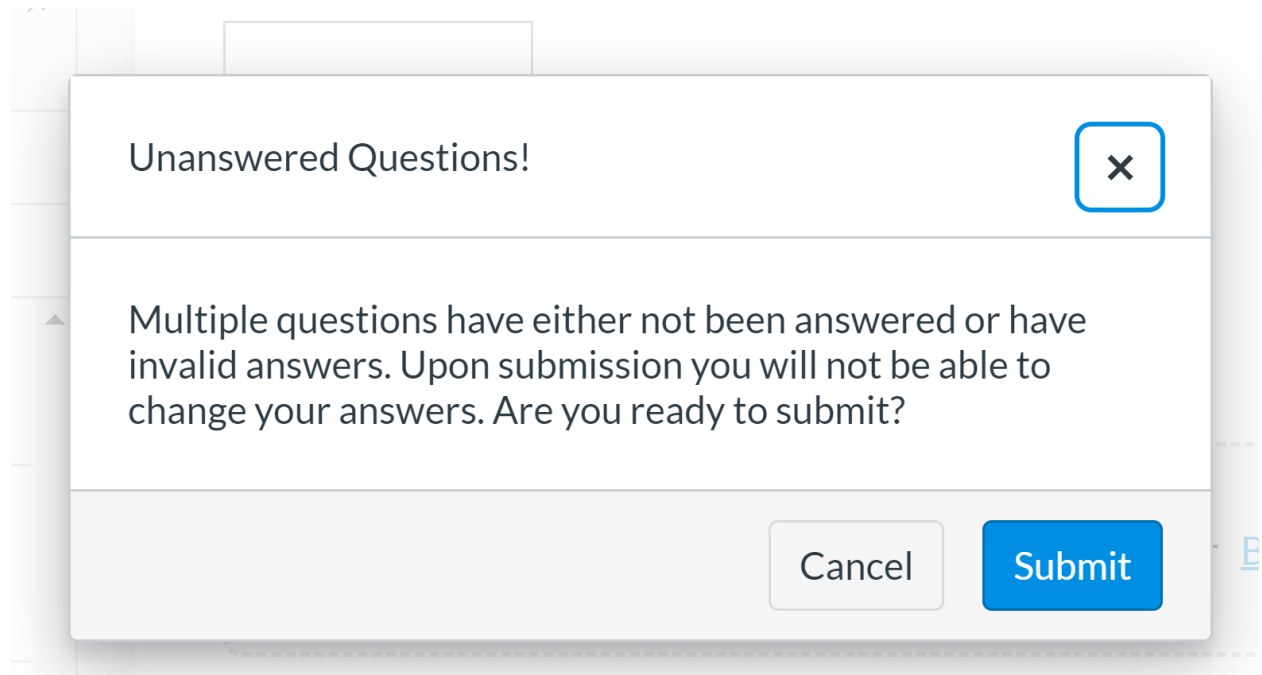 Unanswered Questions!
Multiple questions have either not been answered or have
invalid answers. Upon submission you will not be able to
change your answers. Are you ready to submit?
Cancel
Submit